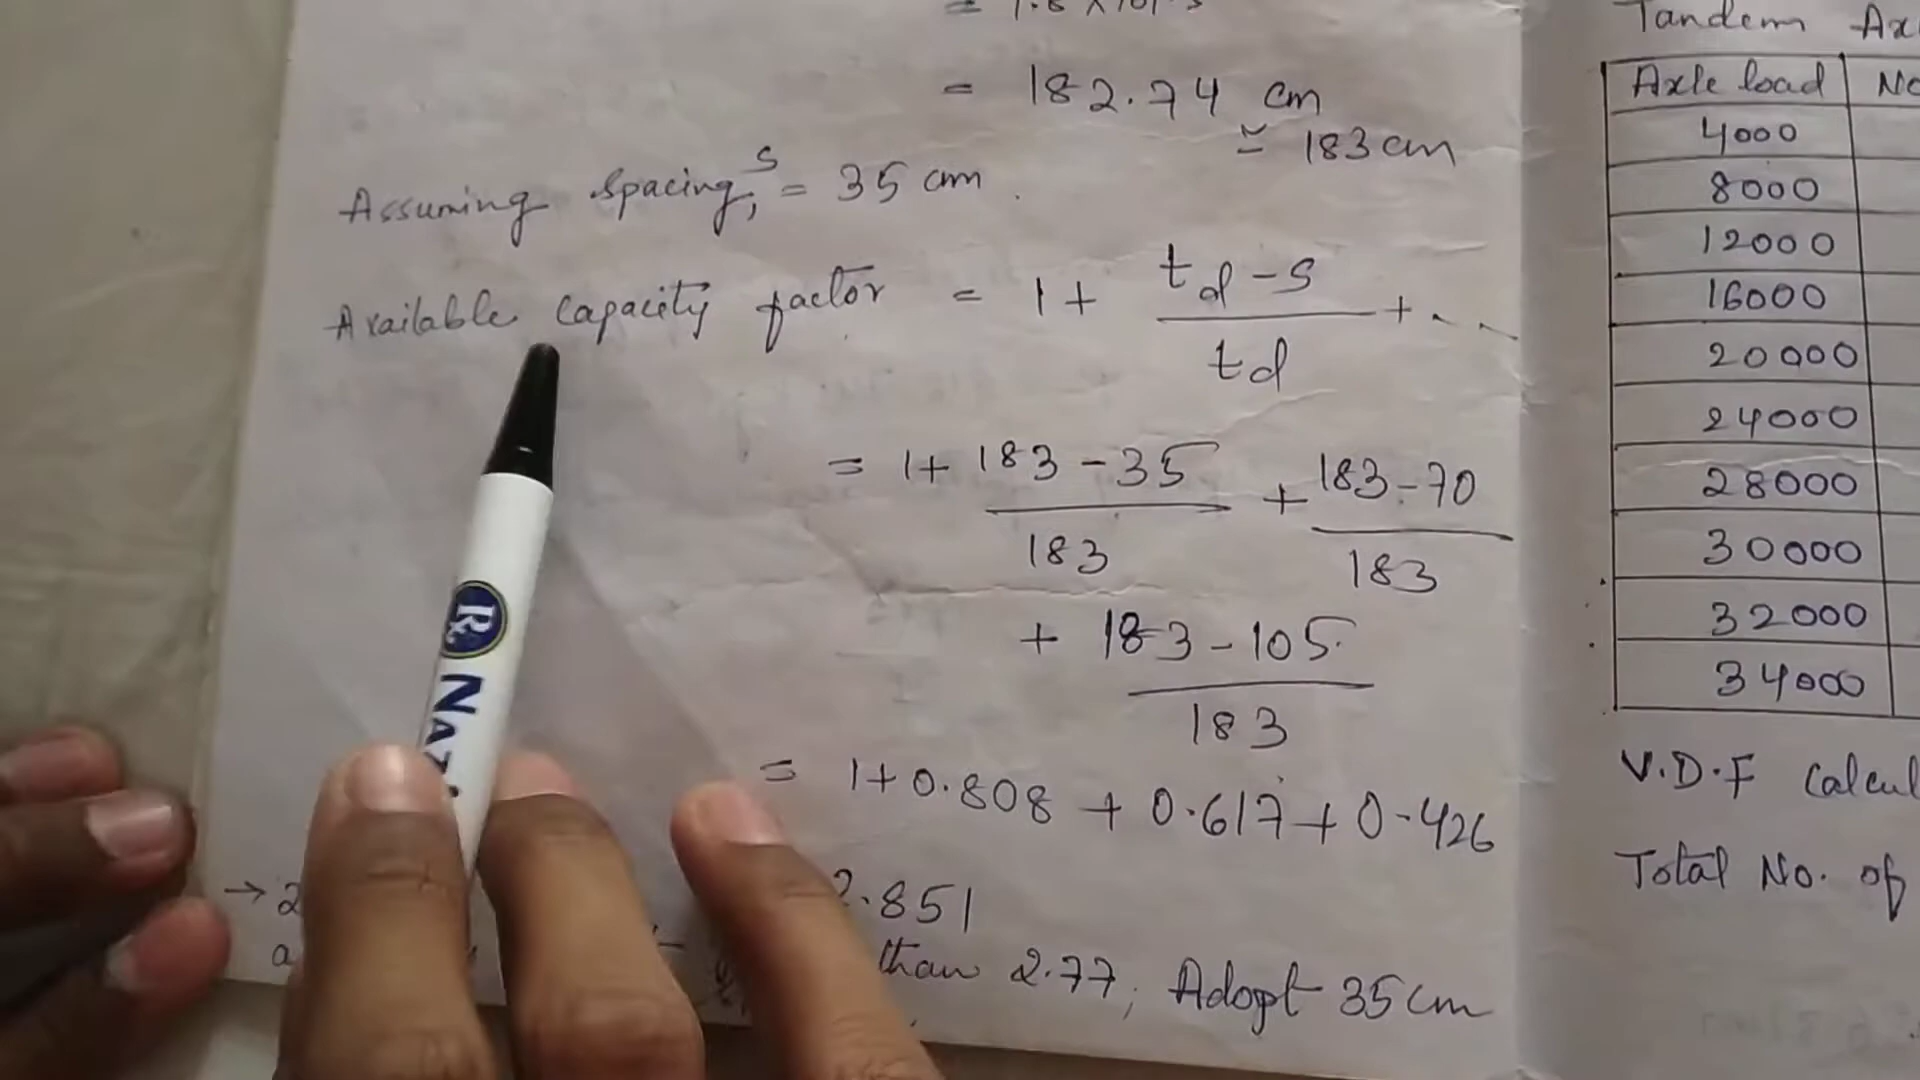 = 182.74 cm
≃ 183 cm
Assuming spacing, s = 35 cm.
Available capacity factor = 1 + (td - s)/td + ...
= 1 + (183 - 35)/183 + (183 - 70)/183
+ (183 - 105)/183
= 1 + 0.808 + 0.617 + 0.426
2.851
than 2.77, Adopt 35 cm
Tandem
Axle load
4000
8000
12000
16000
20000
24000
28000
30000
32000
34000
V.D.F
Total No. of
Rx